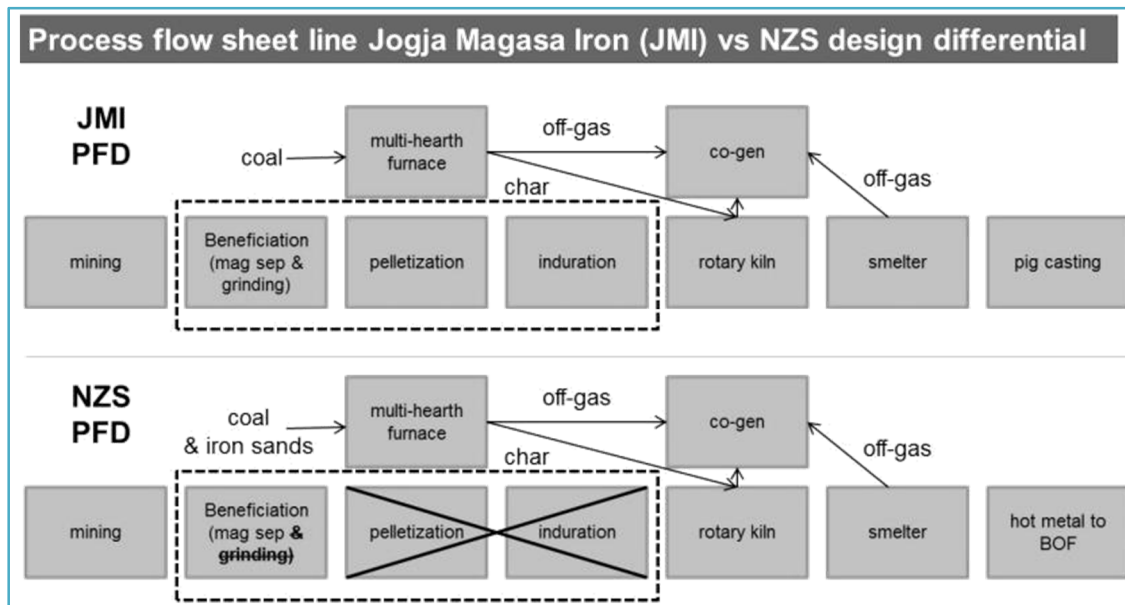 Process flow sheet line Jogja Magasa Iron (JMI) vs NZS design differential
JMI
PFD
coal
multi-hearth
furnace
off-gas
co-gen
char
off-gas
mining
Beneficiation
(mag sep &
grinding)
pelletization
induration
rotary kiln
smelter
pig casting
NZS
PFD
coal
& iron sands
multi-hearth
furnace
off-gas
co-gen
char
off-gas
mining
Beneficiation
(mag sep &
grinding)
pelletization
induration
rotary kiln
smelter
hot metal to
BOF